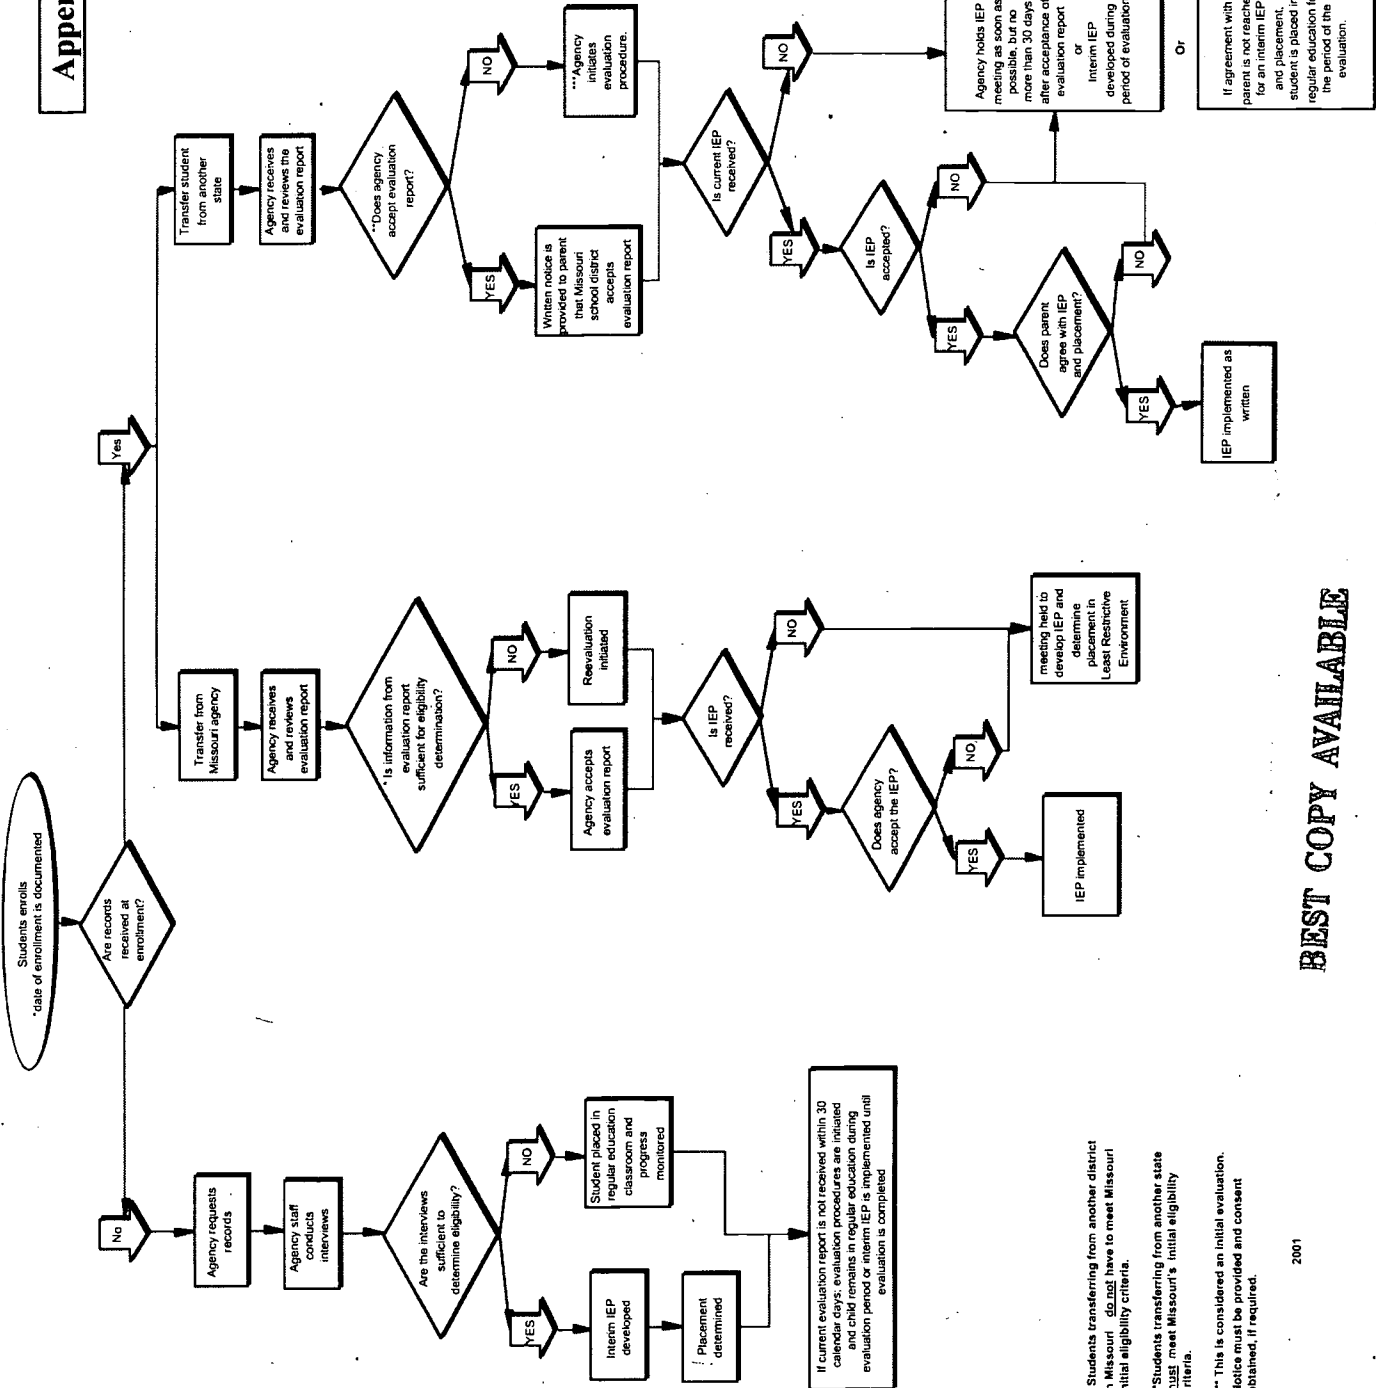 Students enrolls
*date of enrollment is documented
Are records
received at
enrollment?
No
Agency requests
records
Agency staff
conducts
interviews
Are the interviews
sufficient to
determine eligibility?
YES
NO
Interim IEP
developed
Placement
determined
Student placed in
regular education
classroom and
progress
monitored
If current evaluation report is not received within 30
calendar days; evaluation procedures are initiated
and child remains in regular education during
evaluation period or interim IEP is implemented until
evaluation is completed
Yes
Transfer from
Missouri agency
Agency receives
and reviews
evaluation report
* Is information from
evaluation report
sufficient for eligibility
determination?
YES
NO
Agency accepts
evaluation report
Reevaluation
initiated
Is IEP
received?
YES
NO
Does agency
accept the IEP?
YES
NO
IEP implemented
meeting held to
develop IEP and
determine
placement in
Least Restrictive
Environment
Transfer student
from another
state
Agency receives
and reviews the
evaluation report
**Does agency
accept evaluation
report?
YES
NO
Written notice is
provided to parent
that Missouri
school district
accepts
evaluation report
***Agency
initiates
evaluation
procedure.
Is current IEP
received?
YES
NO
Is IEP
accepted?
YES
NO
Does parent
agree with IEP
and placement?
YES
NO
IEP implemented as
written
Agency holds IEP
meeting as soon as
possible, but no
more than 30 days
after acceptance of
evaluation report
or
Interim IEP
developed during
period of evaluation
Or
If agreement with
parent is not reache
for an interim IEP
and placement,
student is placed in
regular education f
the period of the
evaluation.
Appe
Students transferring from another district
n Missouri do not have to meet Missouri
nitial eligibility criteria.
*Students transferring from another state
nust meet Missouri's initial eligibility
riteria.
** This is considered an initial evaluation.
otice must be provided and consent
btained, if required.
2001
BEST COPY AVAILABLE